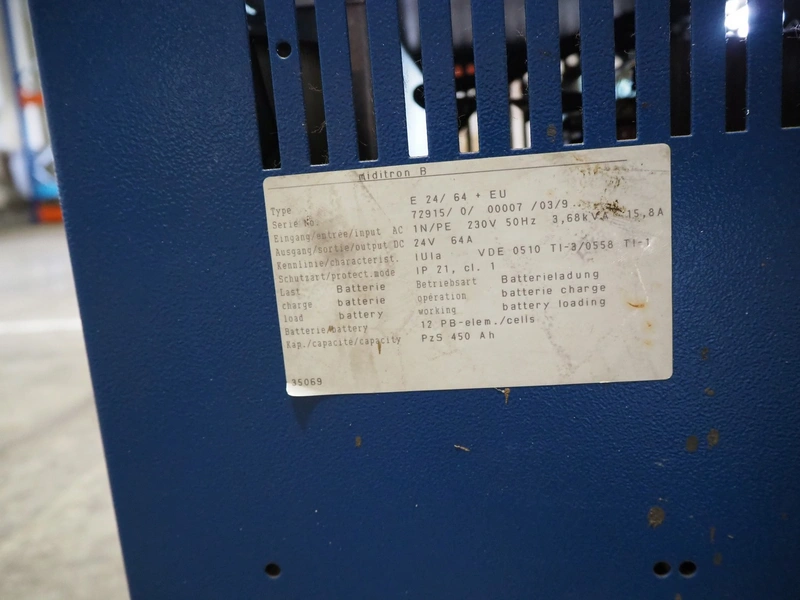 miditron B
Type E 24/ 64 + EU
Serie No. 72915/ 0/ 00007 /03/9
Eingang/entree/input AC 1N/PE 230V 50Hz 3,68kVA 15,8A
Ausgang/sortie/output DC 24V 64A
Kennlinie/characterist. IUIa VDE 0510 TI-3/0558 TI-1
Schutzart/protect.mode IP 21, cl. 1
Last Batterie Betriebsart Batterieladung
charge batterie operation batterie charge
load battery working battery loading
Batterie/battery 12 PB-elem./cells
Kap./capacite/capacity PzS 450 Ah
35069